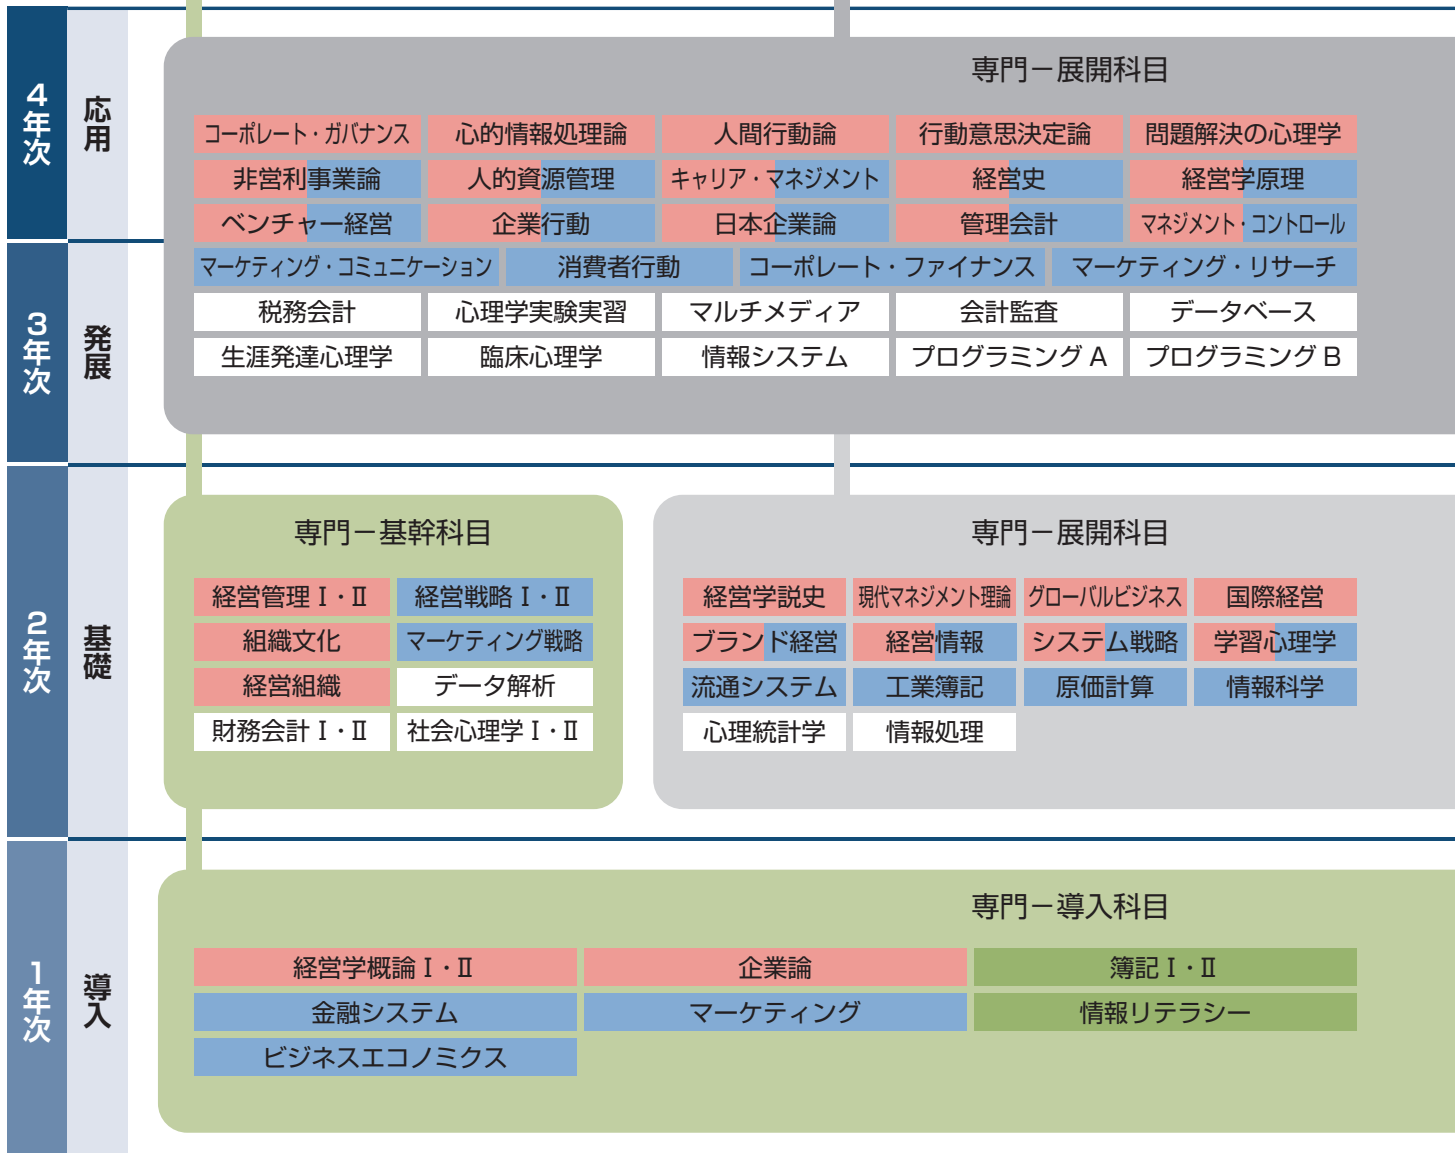 4年次
応用
専門－展開科目
コーポレート・ガバナンス 心的情報処理論 人間行動論 行動意思決定論 問題解決の心理学
非営利事業論 人的資源管理 キャリア・マネジメント 経営史 経営学原理
ベンチャー経営 企業行動 日本企業論 管理会計 マネジメント・コントロール
3年次
発展
マーケティング・コミュニケーション 消費者行動 コーポレート・ファイナンス マーケティング・リサーチ
税務会計 心理学実験実習 マルチメディア 会計監査 データベース
生涯発達心理学 臨床心理学 情報システム プログラミング A プログラミング B
2年次
基礎
専門－基幹科目
経営管理 Ⅰ・Ⅱ 経営戦略 Ⅰ・Ⅱ
組織文化 マーケティング戦略
経営組織 データ解析
財務会計 Ⅰ・Ⅱ 社会心理学 Ⅰ・Ⅱ
専門－展開科目
経営学説史 現代マネジメント理論 グローバルビジネス 国際経営
ブランド経営 経営情報 システム戦略 学習心理学
流通システム 工業簿記 原価計算 情報科学
心理統計学 情報処理
1年次
導入
専門－導入科目
経営学概論 Ⅰ・Ⅱ 企業論 簿記 Ⅰ・Ⅱ
金融システム マーケティング 情報リテラシー
ビジネスエコノミクス